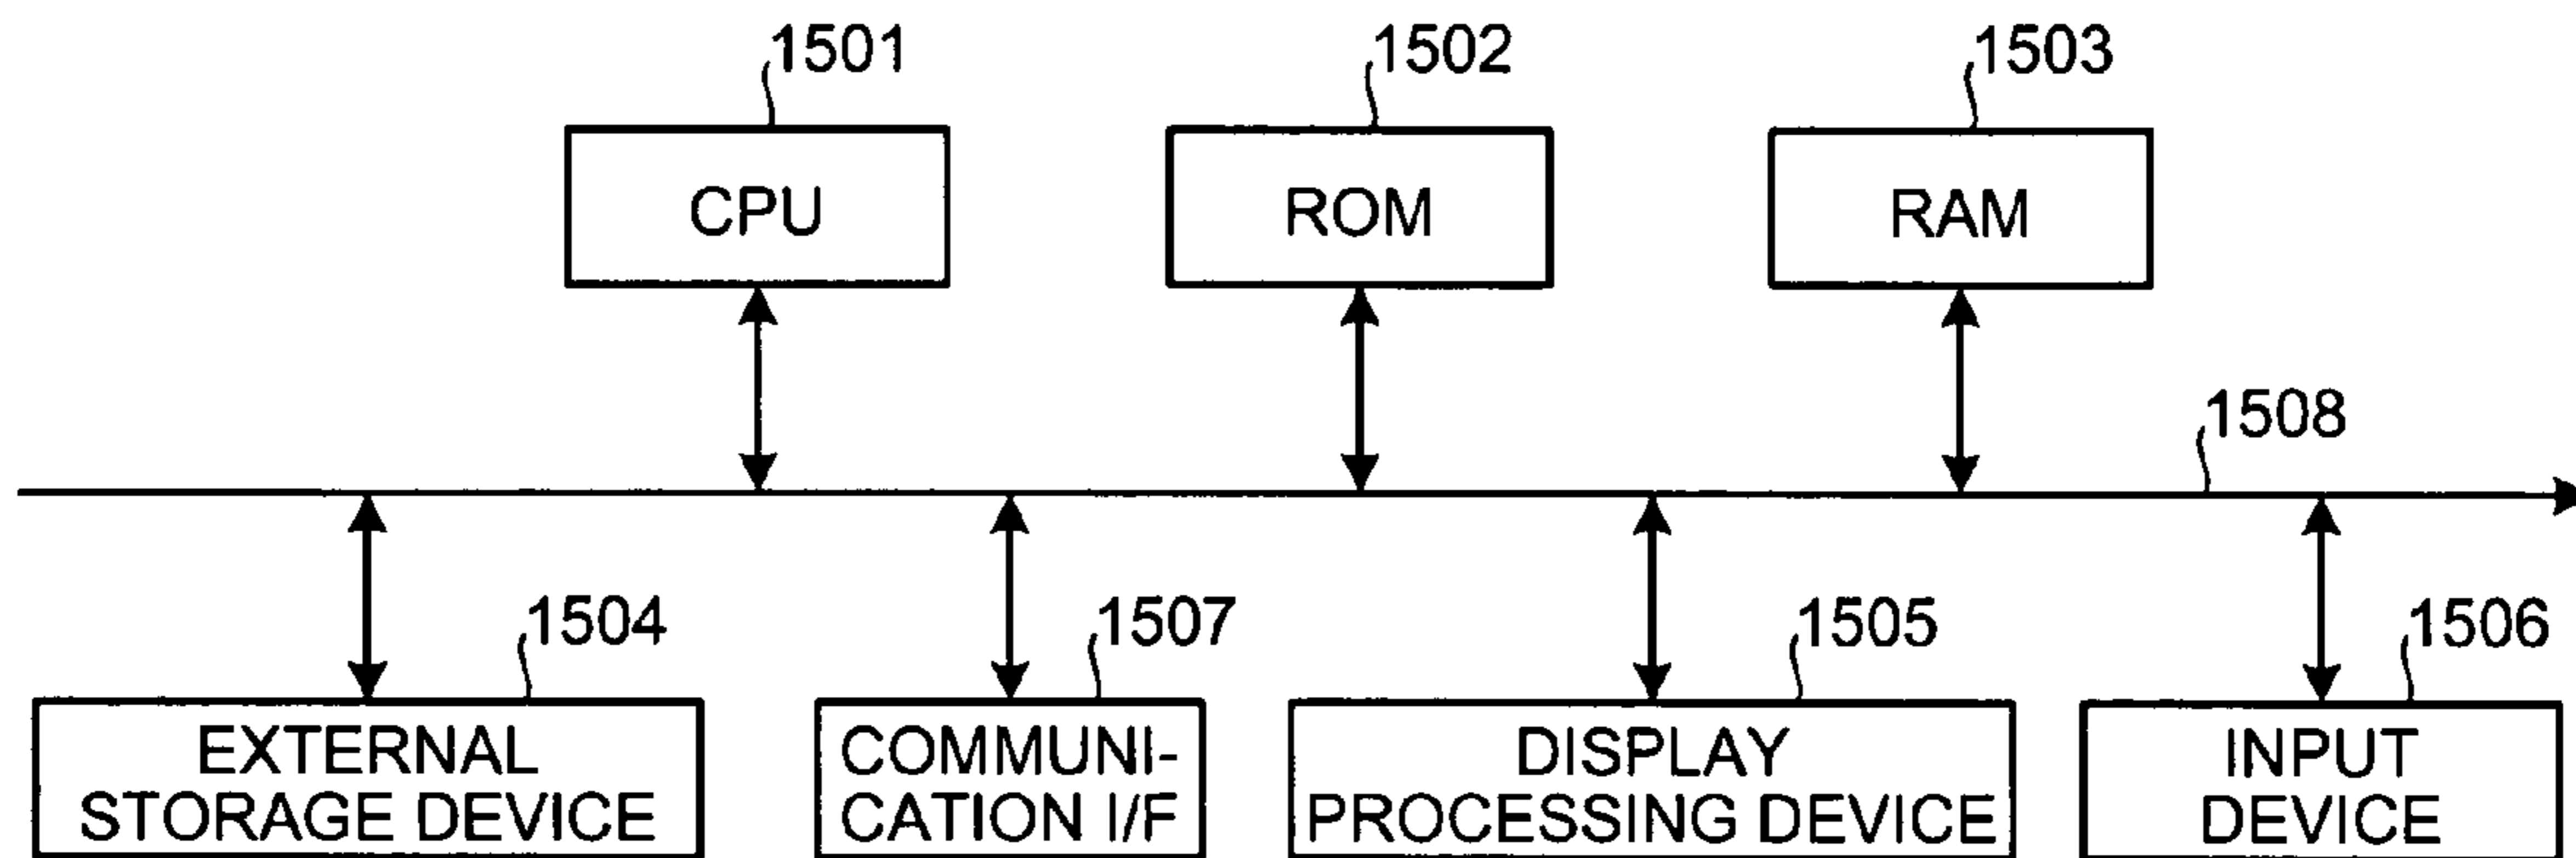 1501
1502
1503
CPU
ROM
RAM
1508
1504
1507
1505
1506
EXTERNAL
STORAGE DEVICE
COMMUNI-
CATION I/F
DISPLAY
PROCESSING DEVICE
INPUT
DEVICE